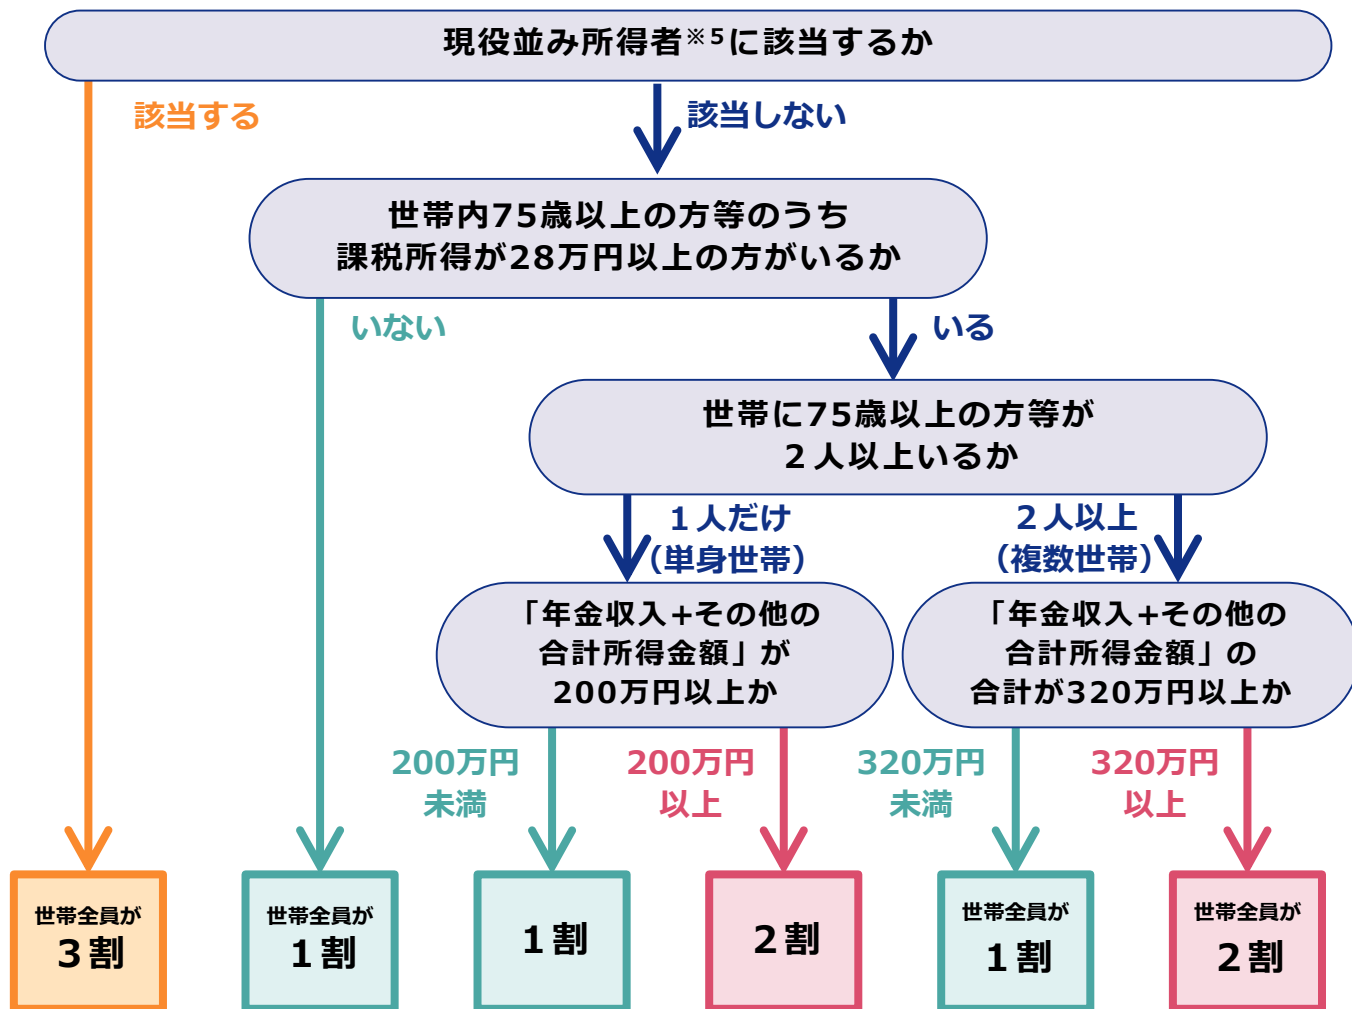 現役並み所得者※5に該当するか
該当する
該当しない
世帯内75歳以上の方等のうち
課税所得が28万円以上の方がいるか
いない
いる
世帯に75歳以上の方等が
２人以上いるか
１人だけ
（単身世帯）
２人以上
（複数世帯）
「年金収入+その他の
合計所得金額」が
200万円以上か
「年金収入+その他の
合計所得金額」の
合計が320万円以上か
200万円
未満
200万円
以上
320万円
未満
320万円
以上
世帯全員が
３割
世帯全員が
１割
１割
２割
世帯全員が
１割
世帯全員が
２割